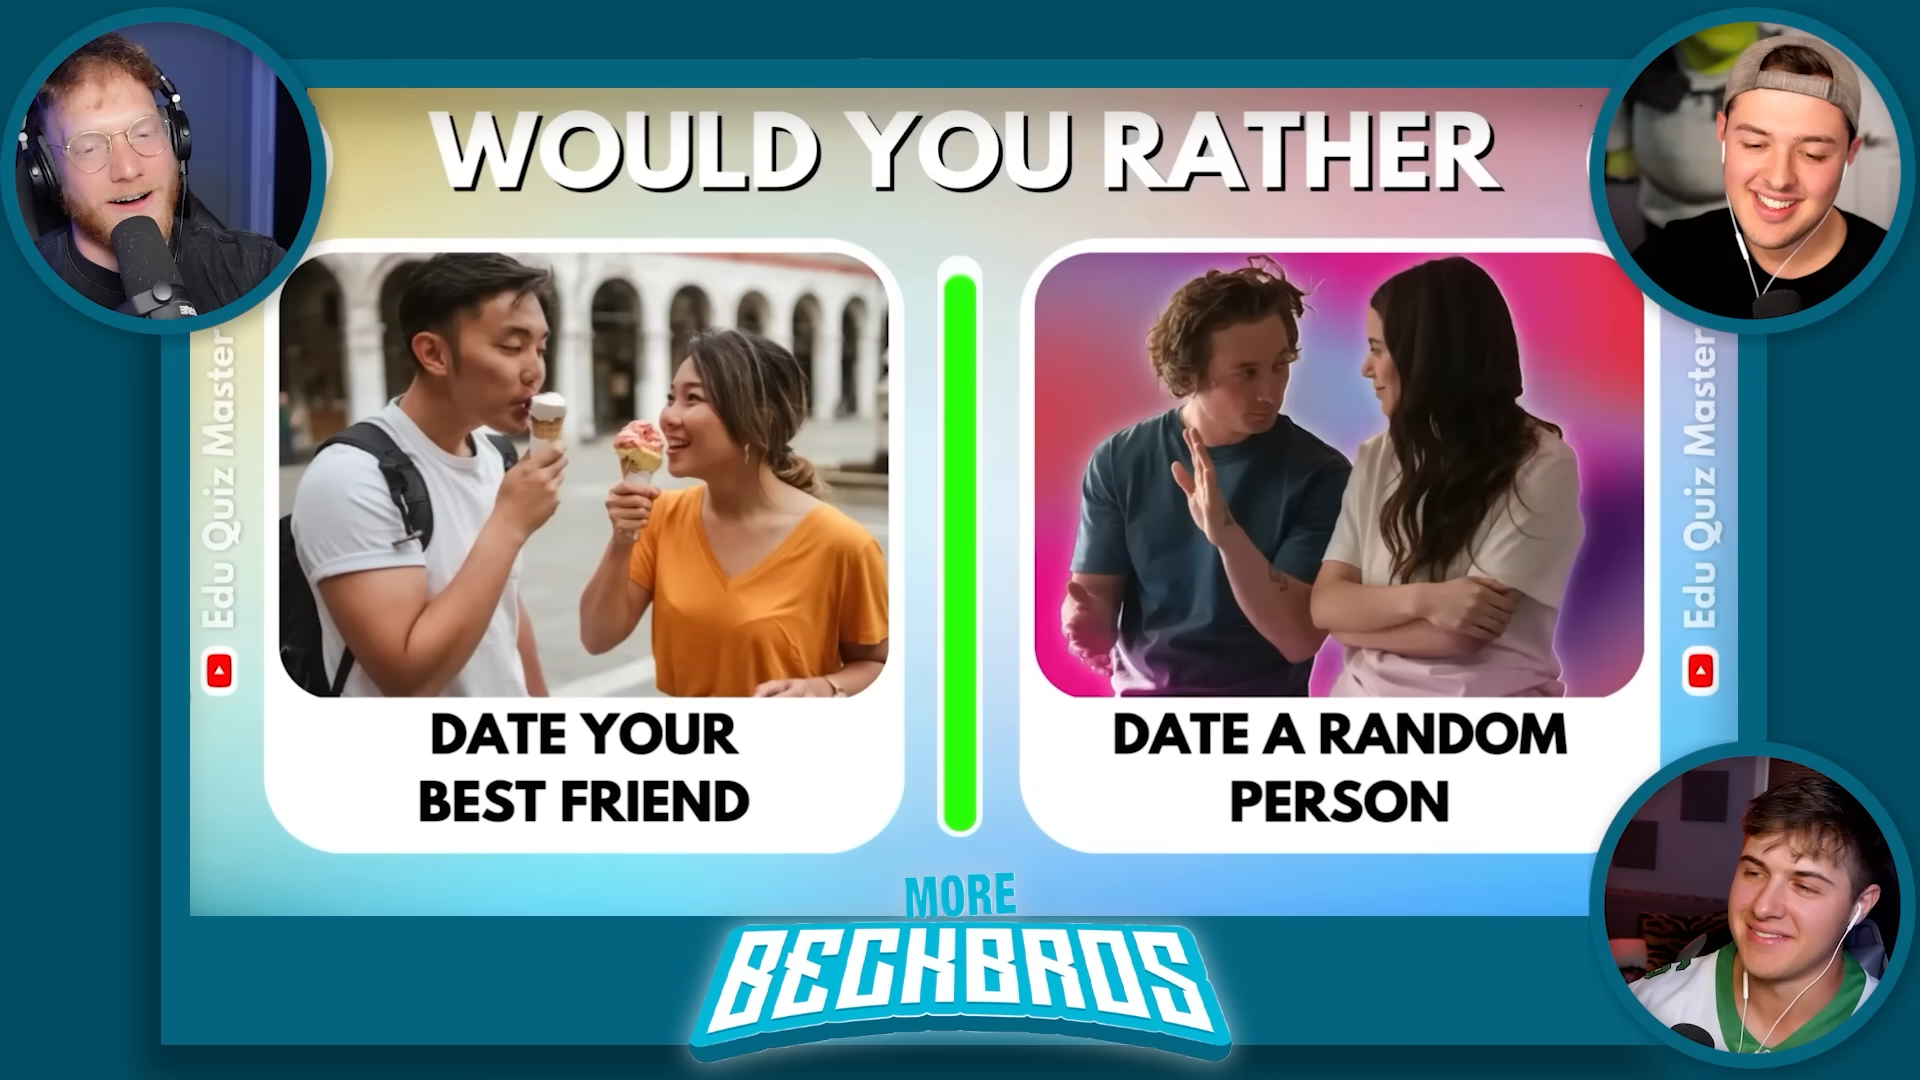 WOULD YOU RATHER
Edu Quiz Master
Edu Quiz Master
DATE YOUR
BEST FRIEND
DATE A RANDOM
PERSON
MORE
BECKBROS